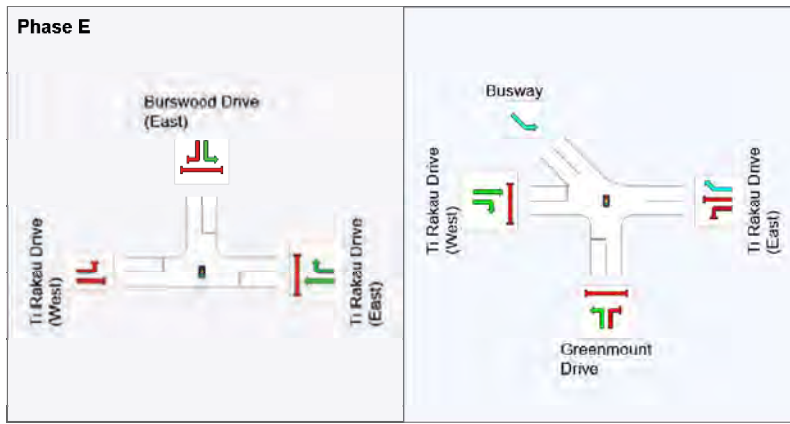 Phase E
Burswood Drive
(East)
Ti Rakau Drive
(West)
Ti Rakau Drive
(East)
Busway
Ti Rakau Drive
(West)
Ti Rakau Drive
(East)
Greenmount
Drive